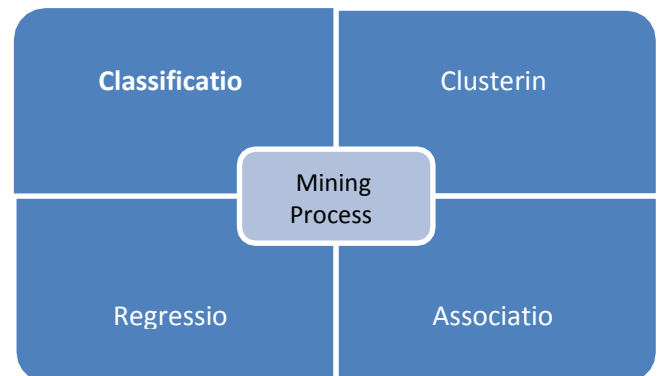 Classificatio
Clusterin
Mining
Process
Regressio
Associatio